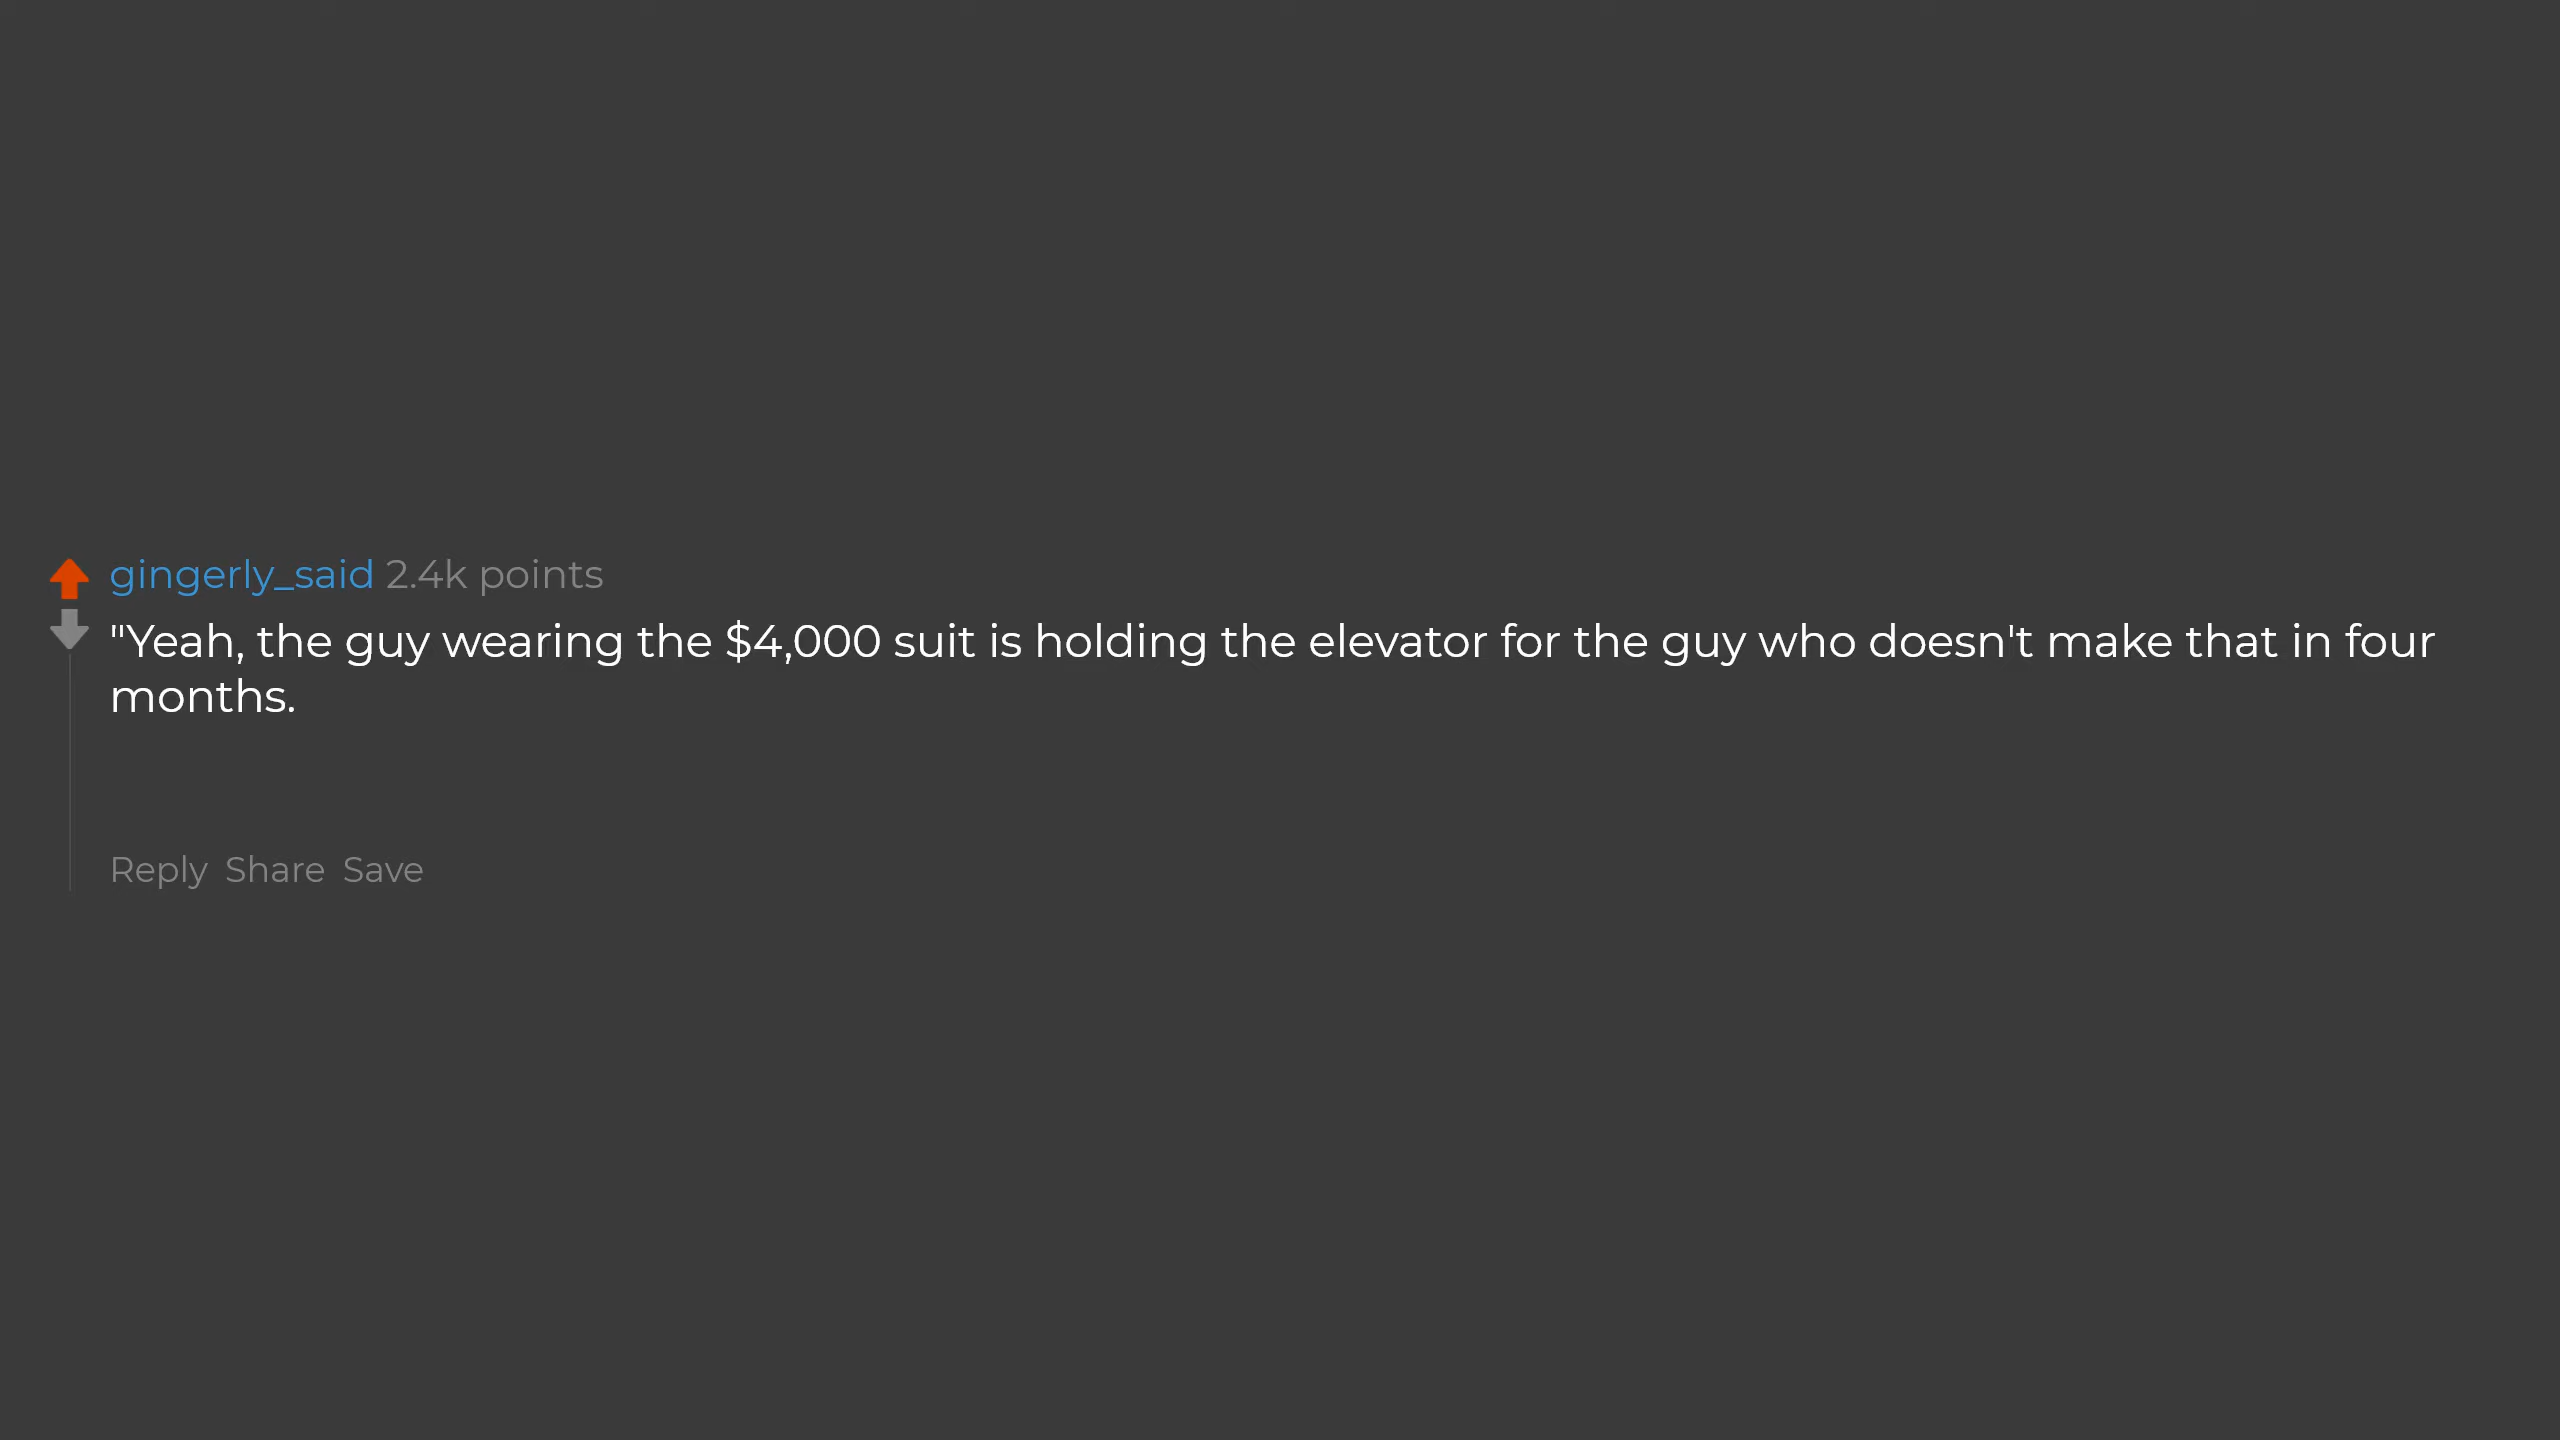 gingerly_said 2.4k points
"Yeah, the guy wearing the $4,000 suit is holding the elevator for the guy who doesn't make that in four
months.
Reply Share Save